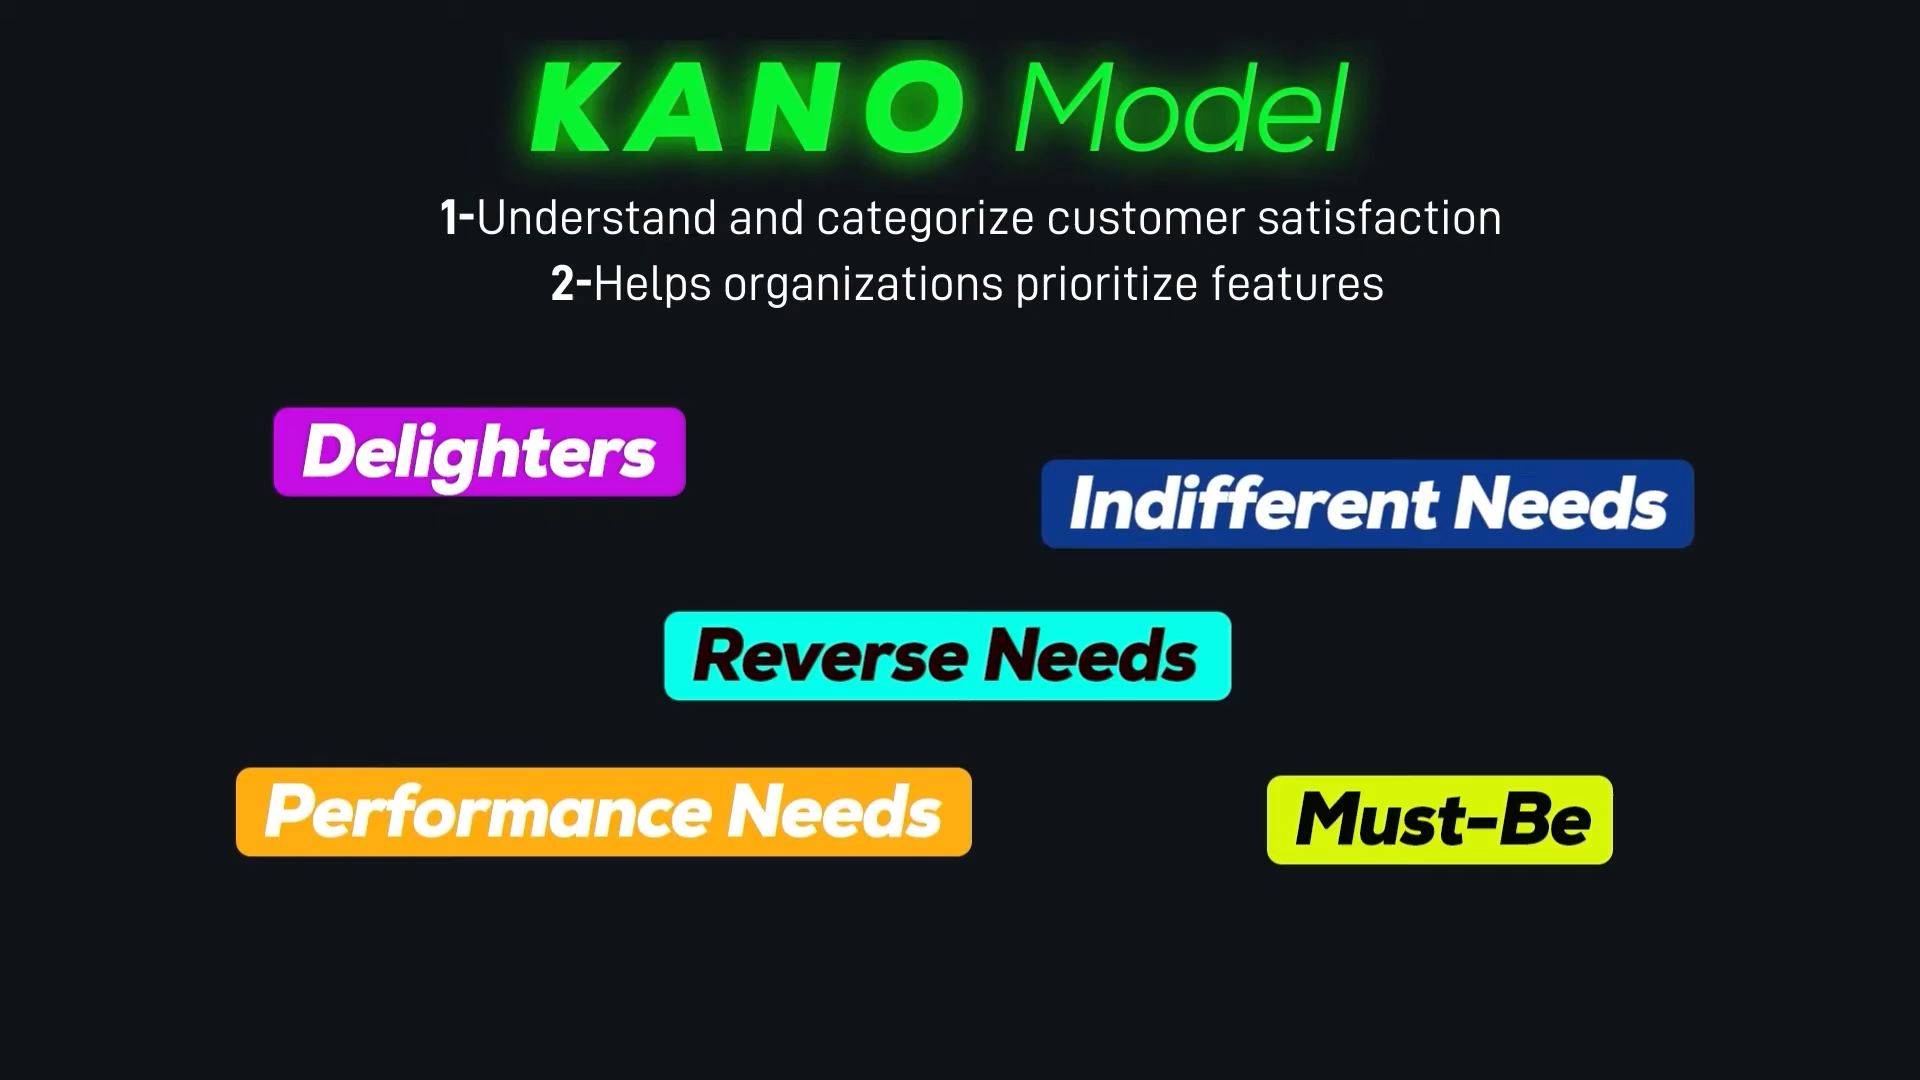 KANO Model
1-Understand and categorize customer satisfaction
2-Helps organizations prioritize features
Delighters
Indifferent Needs
Reverse Needs
Performance Needs
Must-Be